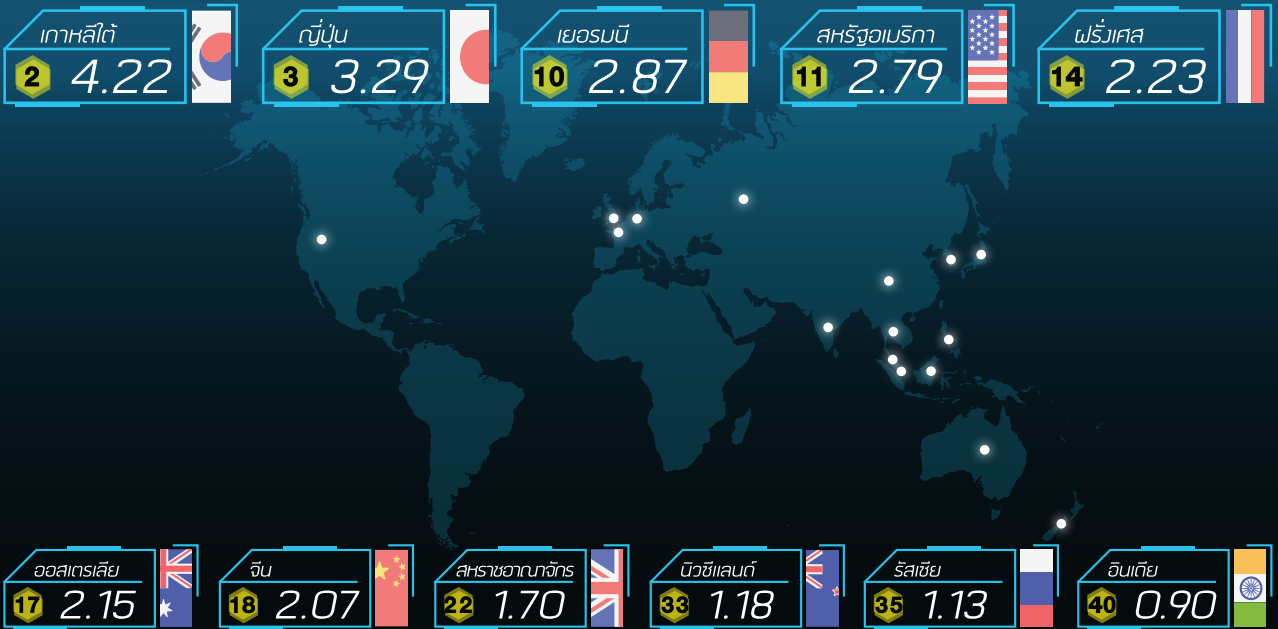 เกาหลีใต้
2 4.22
ญี่ปุ่น
3 3.29
เยอรมนี
10 2.87
สหรัฐอเมริกา
11 2.79
ฝรั่งเศส
14 2.23
ออสเตรเลีย
17 2.15
จีน
18 2.07
สหราชอาณาจักร
22 1.70
นิวซีแลนด์
33 1.18
รัสเซีย
35 1.13
อินเดีย
40 0.90